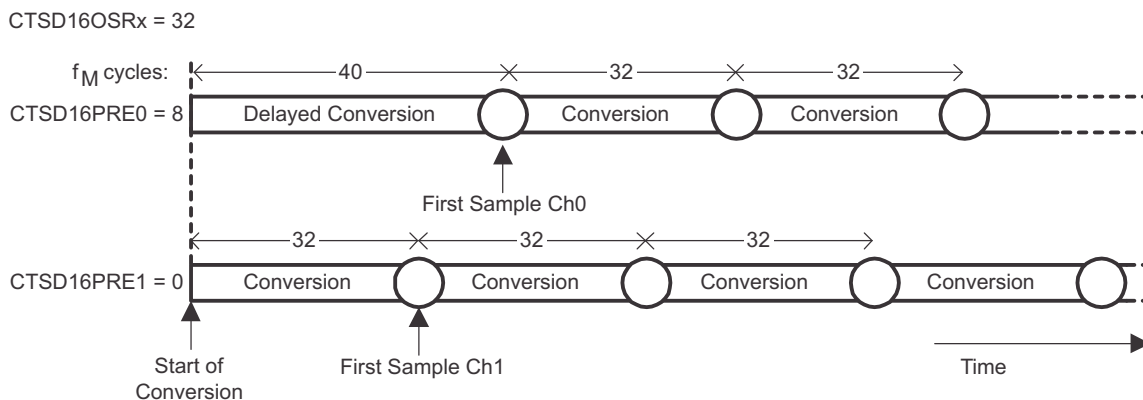 CTSD16OSRx = 32
fM cycles:
40
32
32
CTSD16PRE0 = 8
Delayed Conversion
Conversion
Conversion
First Sample Ch0
32
32
32
CTSD16PRE1 = 0
Conversion
Conversion
Conversion
Conversion
Start of
Conversion
First Sample Ch1
Time